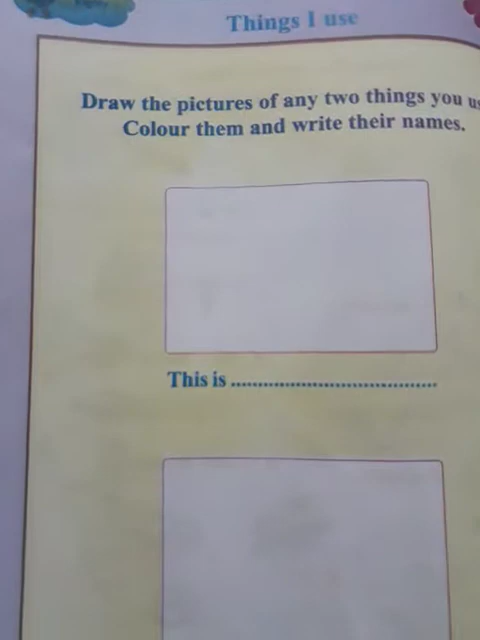 Things I use
Draw the pictures of any two things you
Colour them and write their names.
This is ........................................